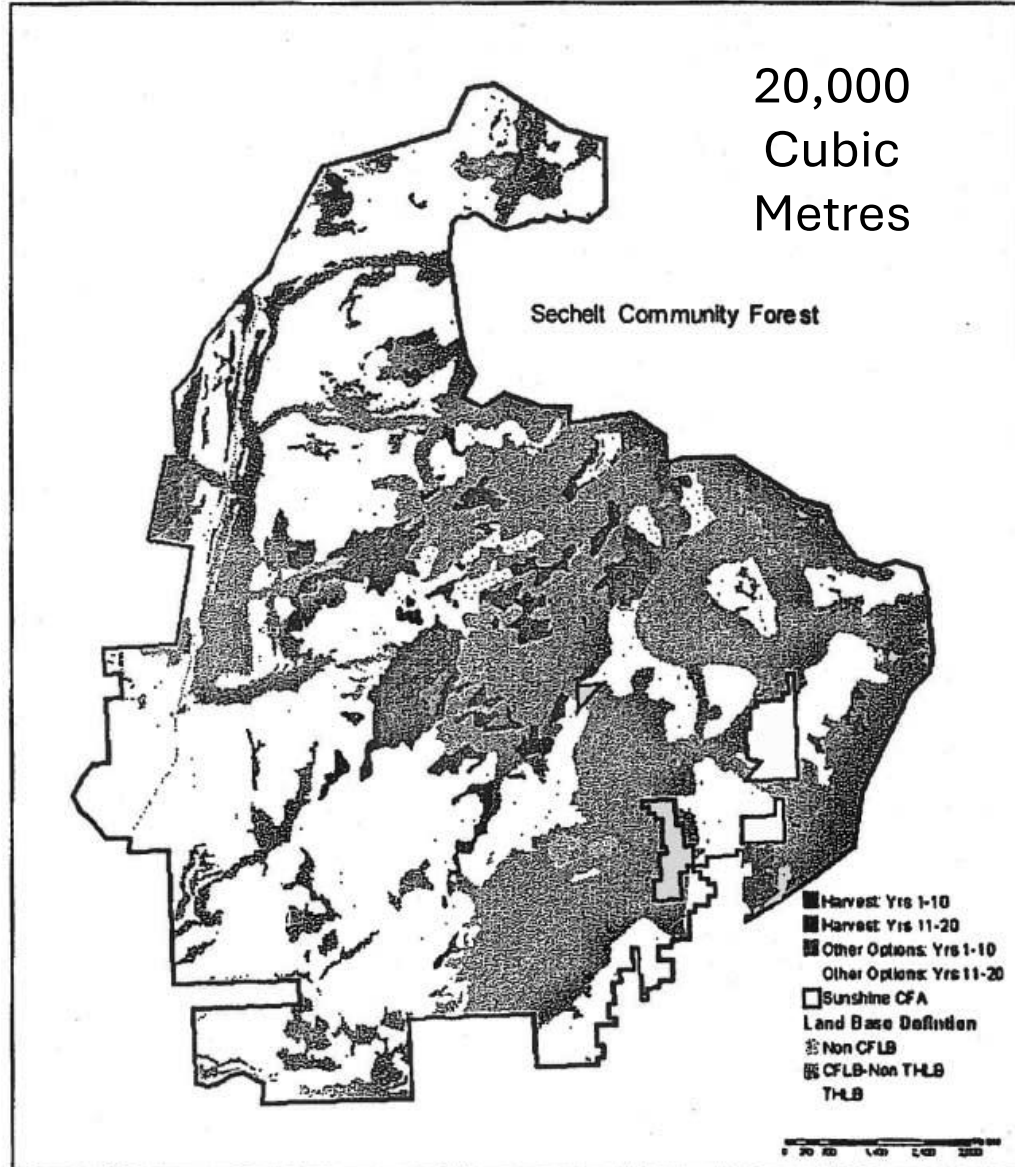 20,000
Cubic
Metres
Sechelt Community Forest
Harvest: Yrs 1-10
Harvest: Yrs 11-20
Other Options: Yrs 1-10
Other Options: Yrs 11-20
Sunshine CFA
Land Base Definition
Non CFLB
CFLB-Non THLB
THLB
0